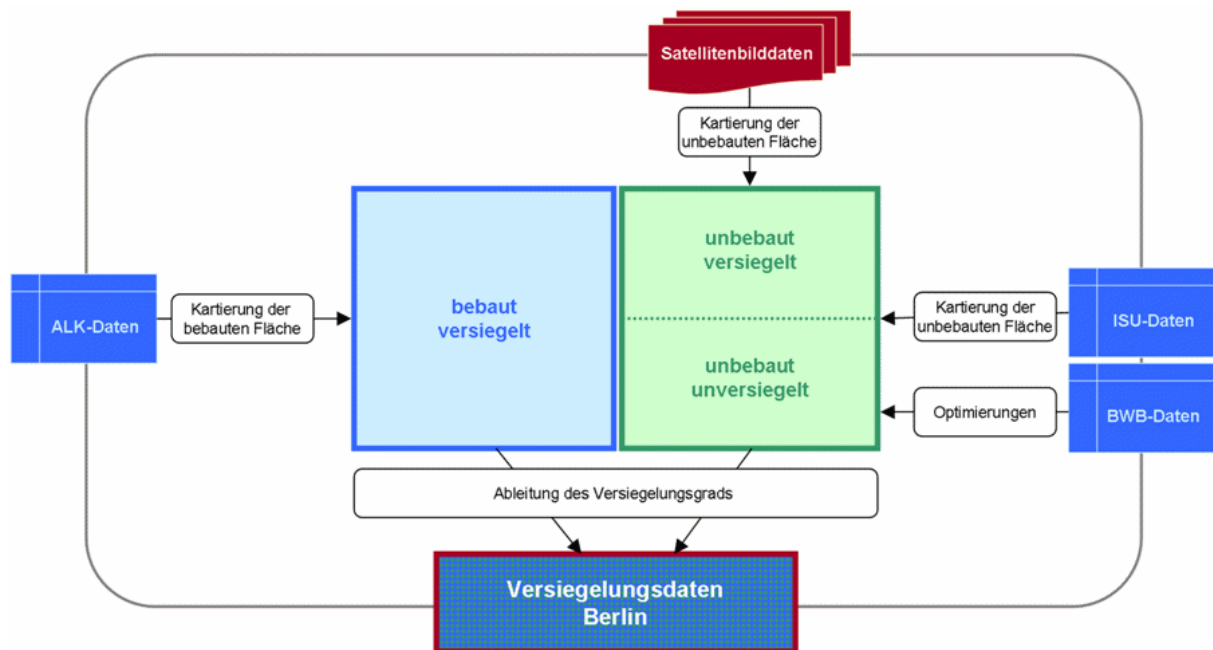 Satellitenbilddaten
Kartierung der
unbebauten Fläche
unbebaut
versiegelt
bebaut
versiegelt
unbebaut
unversiegelt
ALK-Daten
Kartierung der
bebauten Fläche
Kartierung der
unbebauten Fläche
ISU-Daten
Optimierungen
BWB-Daten
Ableitung des Versiegelungsgrads
Versiegelungsdaten
Berlin